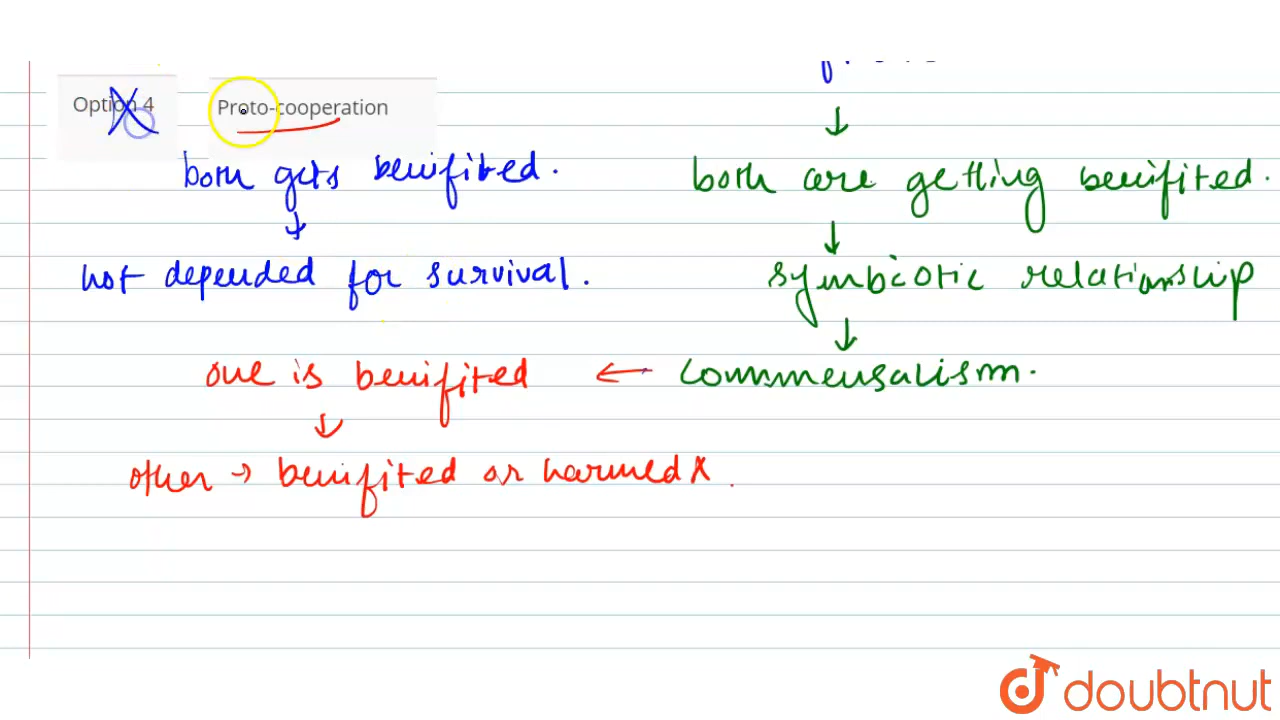 Option 4 Proto-cooperation
both gets benifited. both are getting benifited.
not depended for survival. symbiotic relationship
one is benifited ← commensalism.
↓
other → benifited or harmed x.
doubtnut